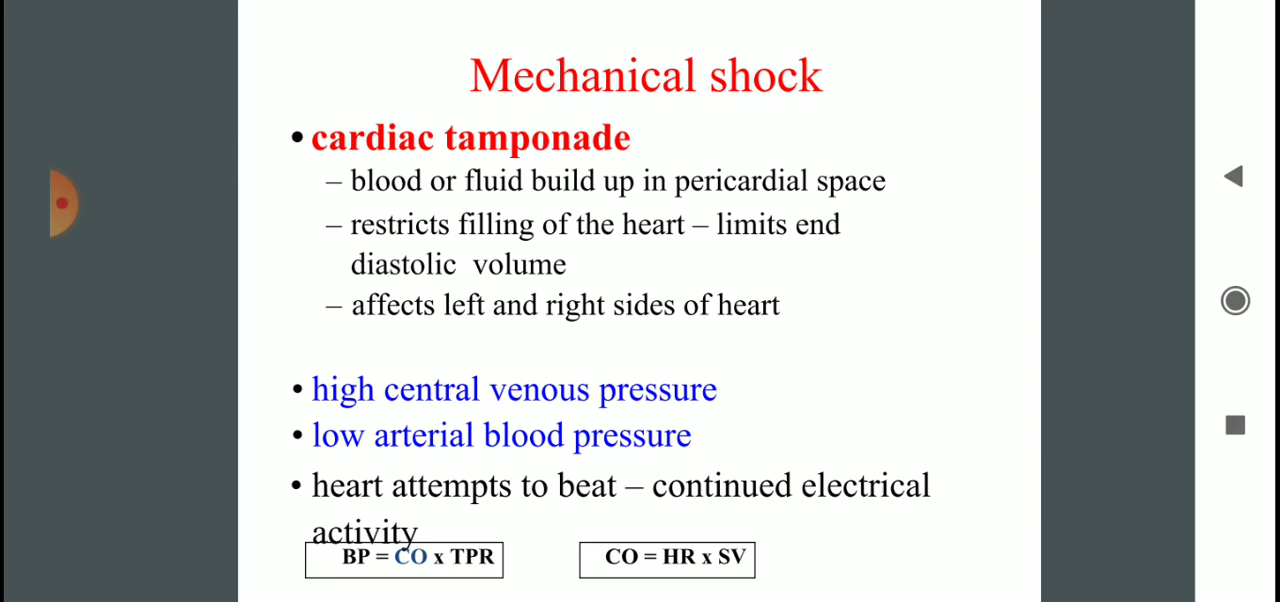 Mechanical shock
• cardiac tamponade
– blood or fluid build up in pericardial space
– restricts filling of the heart – limits end
diastolic volume
– affects left and right sides of heart
• high central venous pressure
• low arterial blood pressure
• heart attempts to beat – continued electrical
activity
BP = CO x TPR
CO = HR x SV